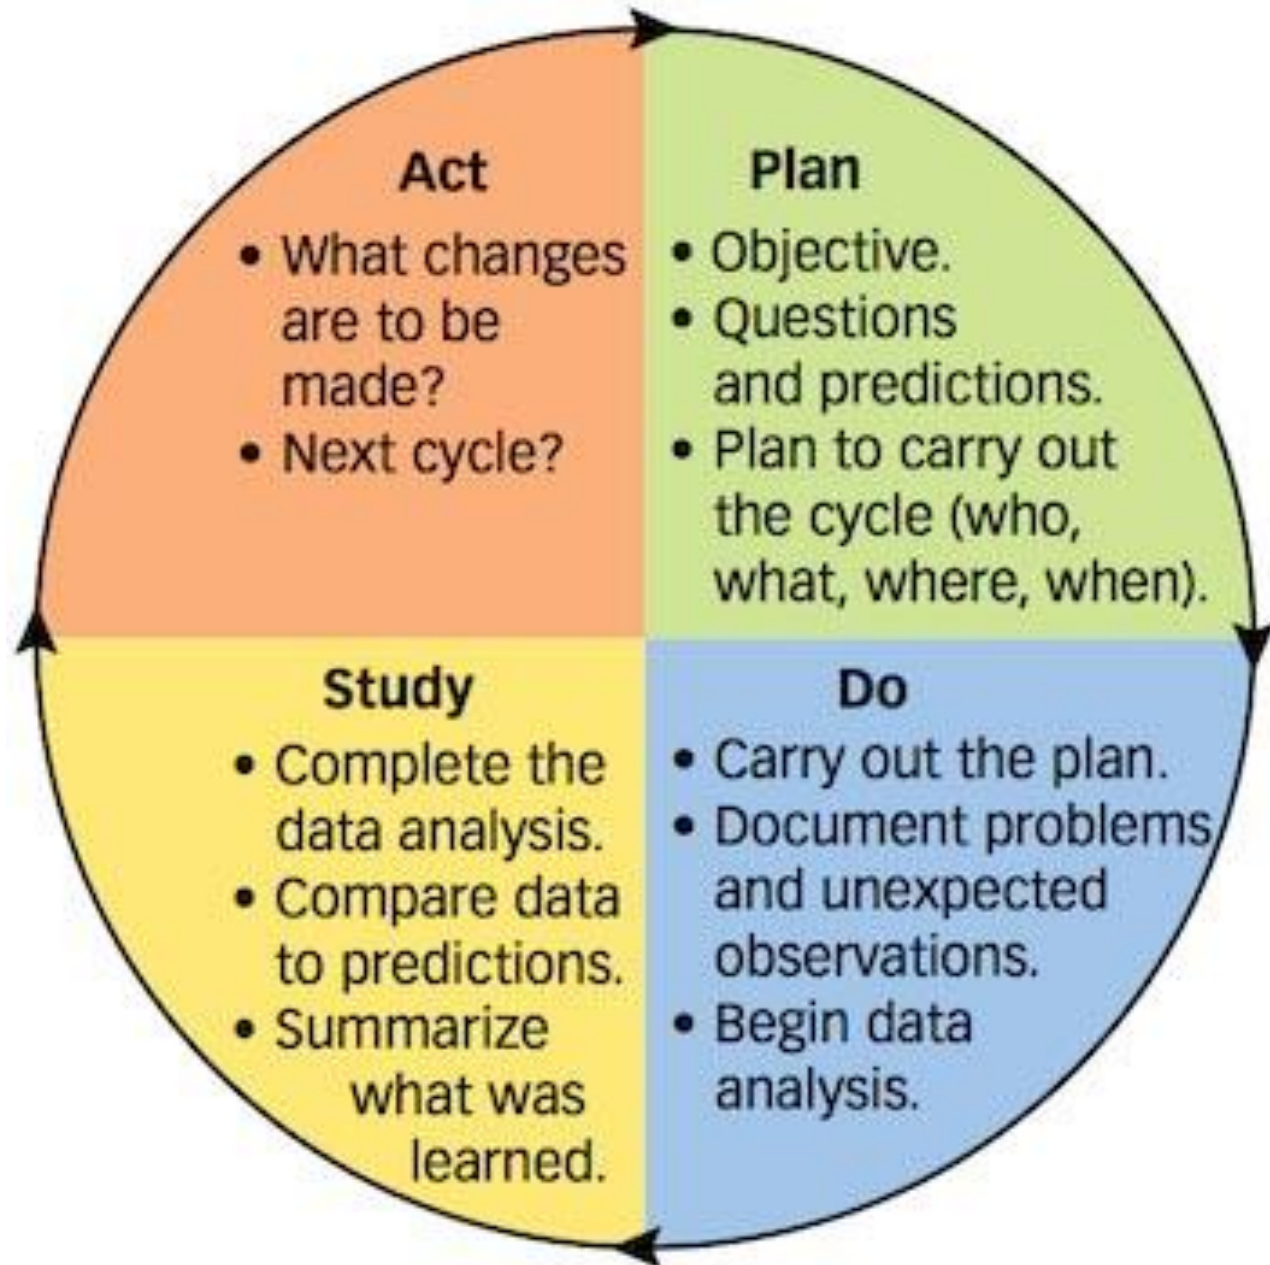 Act
• What changes
are to be
made?
• Next cycle?
Plan
• Objective.
• Questions
and predictions.
• Plan to carry out
the cycle (who,
what, where, when).
Study
• Complete the
data analysis.
• Compare data
to predictions.
• Summarize
what was
learned.
Do
• Carry out the plan.
• Document problems
and unexpected
observations.
• Begin data
analysis.